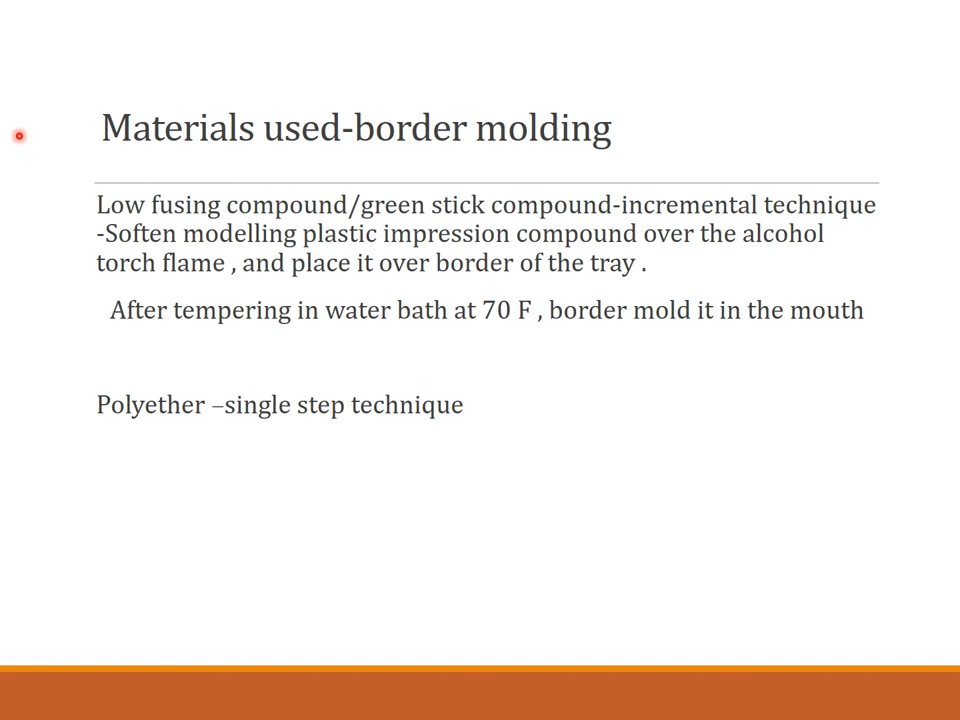 Materials used-border molding
Low fusing compound/green stick compound-incremental technique
-Soften modelling plastic impression compound over the alcohol
torch flame , and place it over border of the tray .
After tempering in water bath at 70 F , border mold it in the mouth
Polyether –single step technique